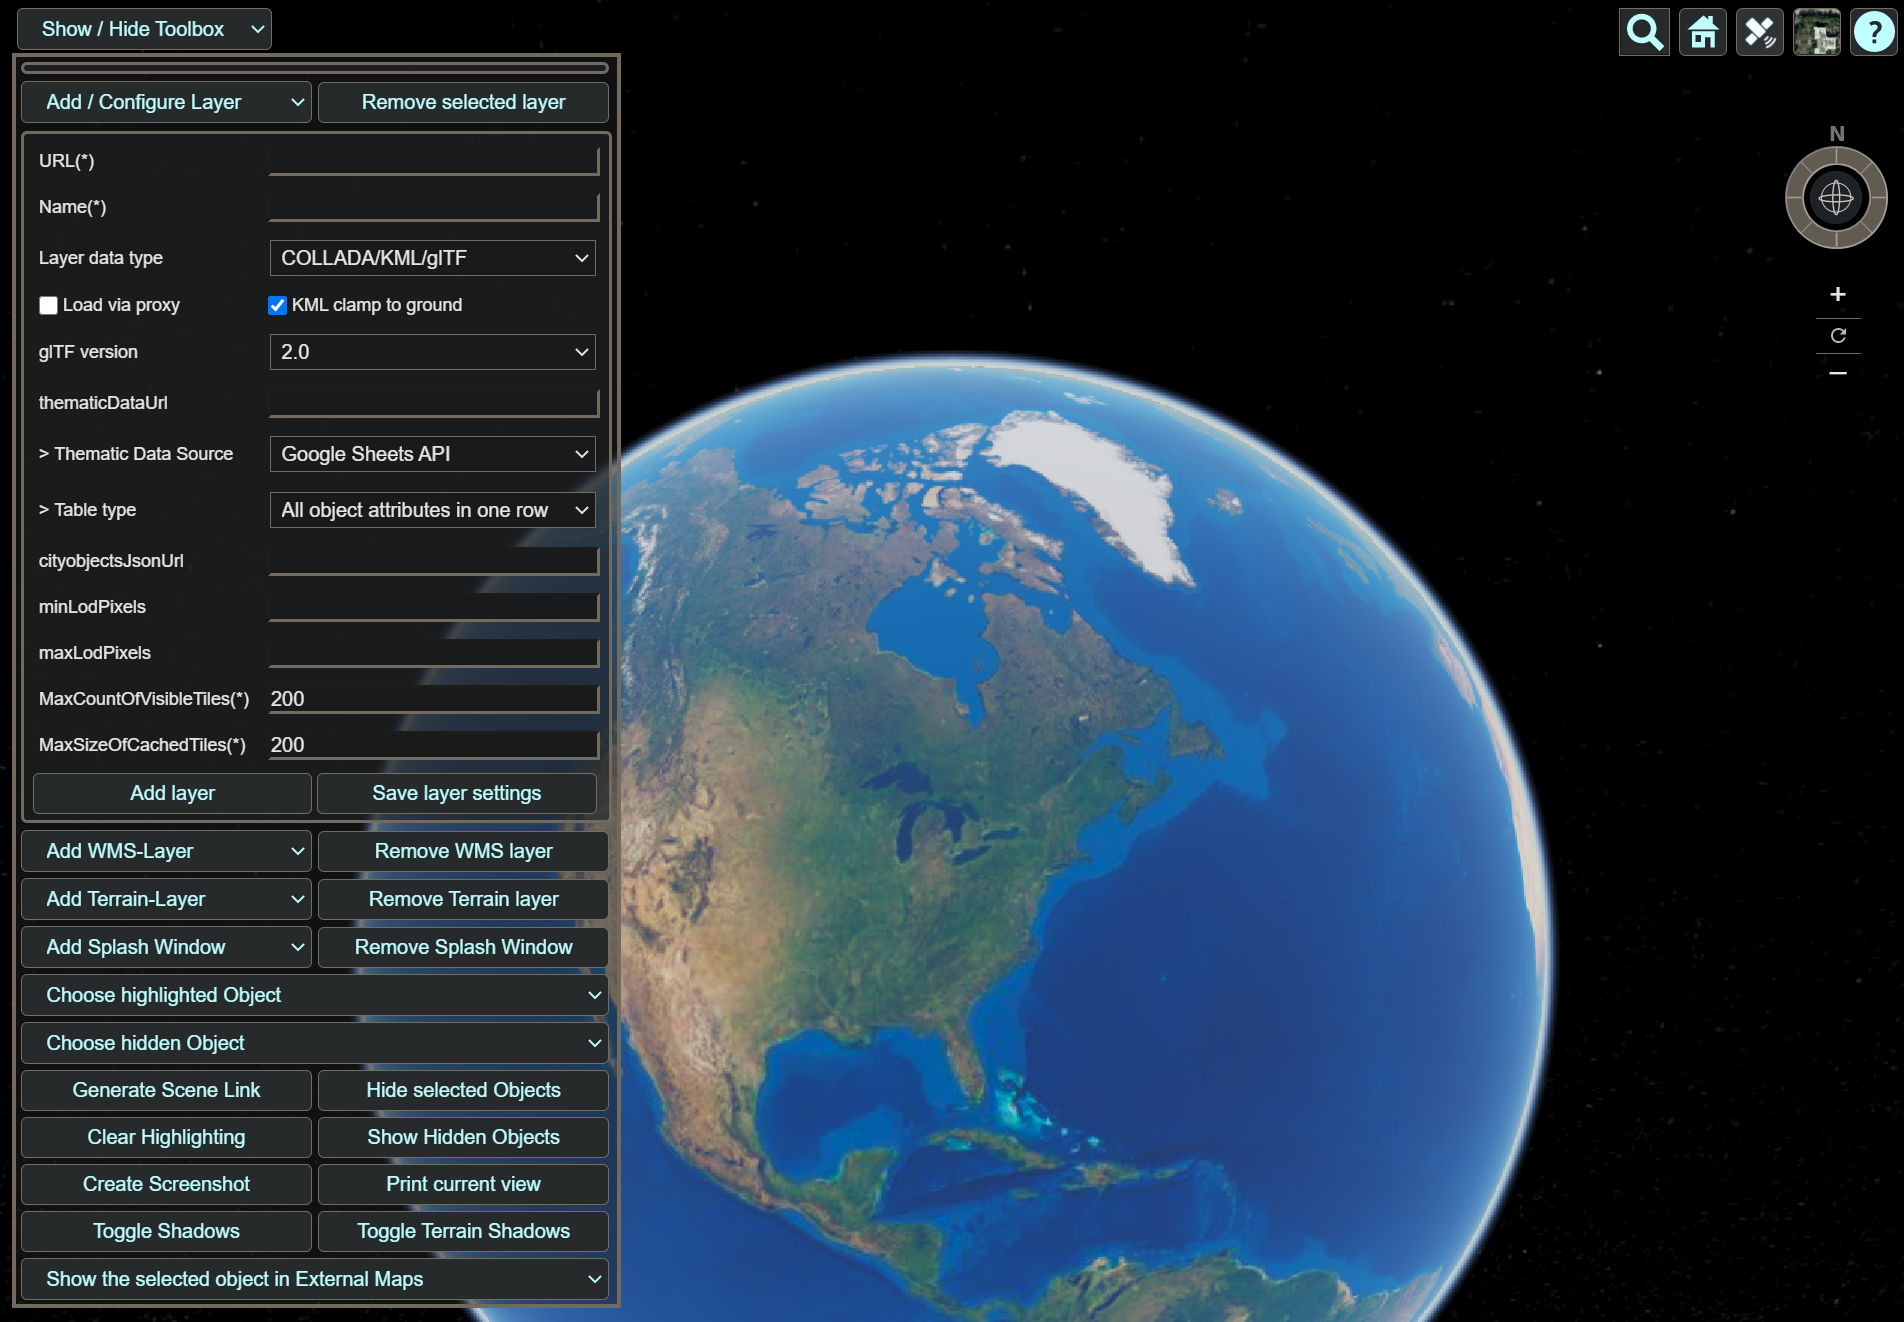 Show / Hide Toolbox
Add / Configure Layer
Remove selected layer
URL(*)
Name(*)
Layer data type
COLLADA/KML/glTF
Load via proxy
KML clamp to ground
glTF version
2.0
thematicDataUrl
> Thematic Data Source
Google Sheets API
> Table type
All object attributes in one row
cityobjectsJsonUrl
minLodPixels
maxLodPixels
MaxCountOfVisibleTiles(*)
200
MaxSizeOfCachedTiles(*)
200
Add layer
Save layer settings
Add WMS-Layer
Remove WMS layer
Add Terrain-Layer
Remove Terrain layer
Add Splash Window
Remove Splash Window
Choose highlighted Object
Choose hidden Object
Generate Scene Link
Hide selected Objects
Clear Highlighting
Show Hidden Objects
Create Screenshot
Print current view
Toggle Shadows
Toggle Terrain Shadows
Show the selected object in External Maps
?
N
+
−